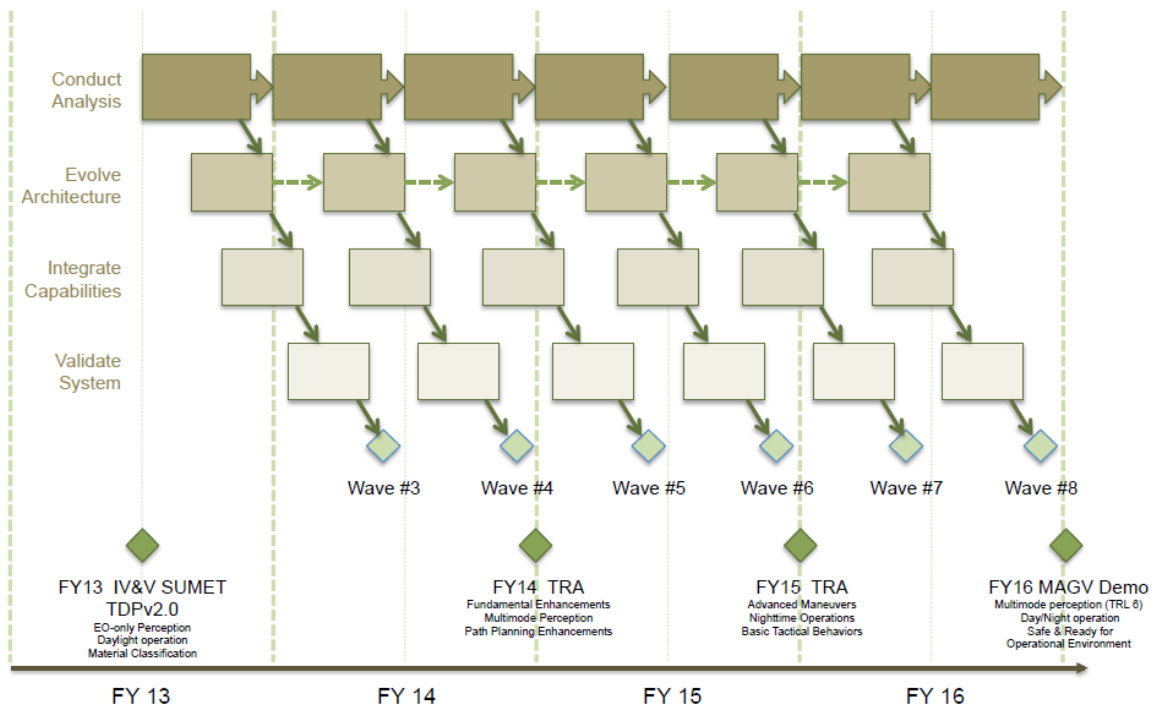 Conduct
Analysis
Evolve
Architecture
Integrate
Capabilities
Validate
System
Wave #3
Wave #4
Wave #5
Wave #6
Wave #7
Wave #8
FY13 IV&V SUMET
TDPv2.0
EO-only Perception
Daylight operation
Material Classification
FY14 TRA
Fundamental Enhancements
Multimode Perception
Path Planning Enhancements
FY15 TRA
Advanced Maneuvers
Nighttime Operations
Basic Tactical Behaviors
FY16 MAGV Demo
Multimode perception (TRL 6)
Day/Night operation
Safe & Ready for
Operational Environment
FY 13
FY 14
FY 15
FY 16